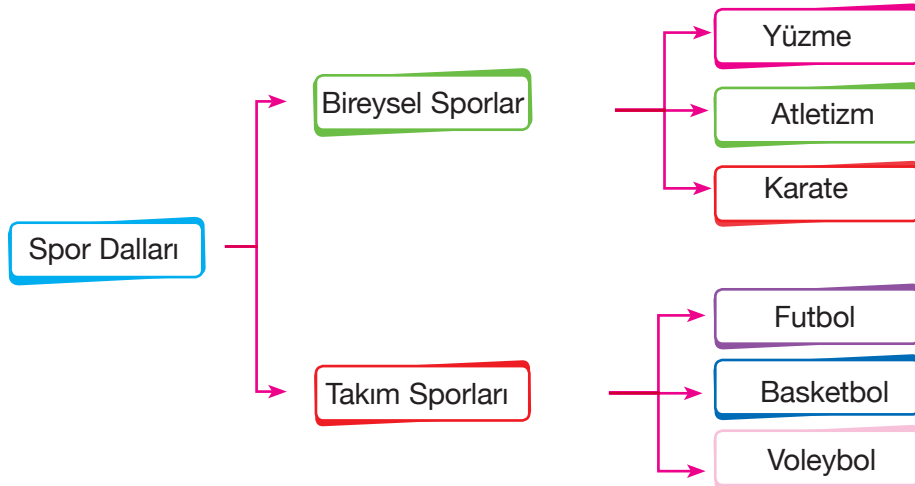 Spor Dalları
Bireysel Sporlar
Yüzme
Atletizm
Karate
Takım Sporları
Futbol
Basketbol
Voleybol